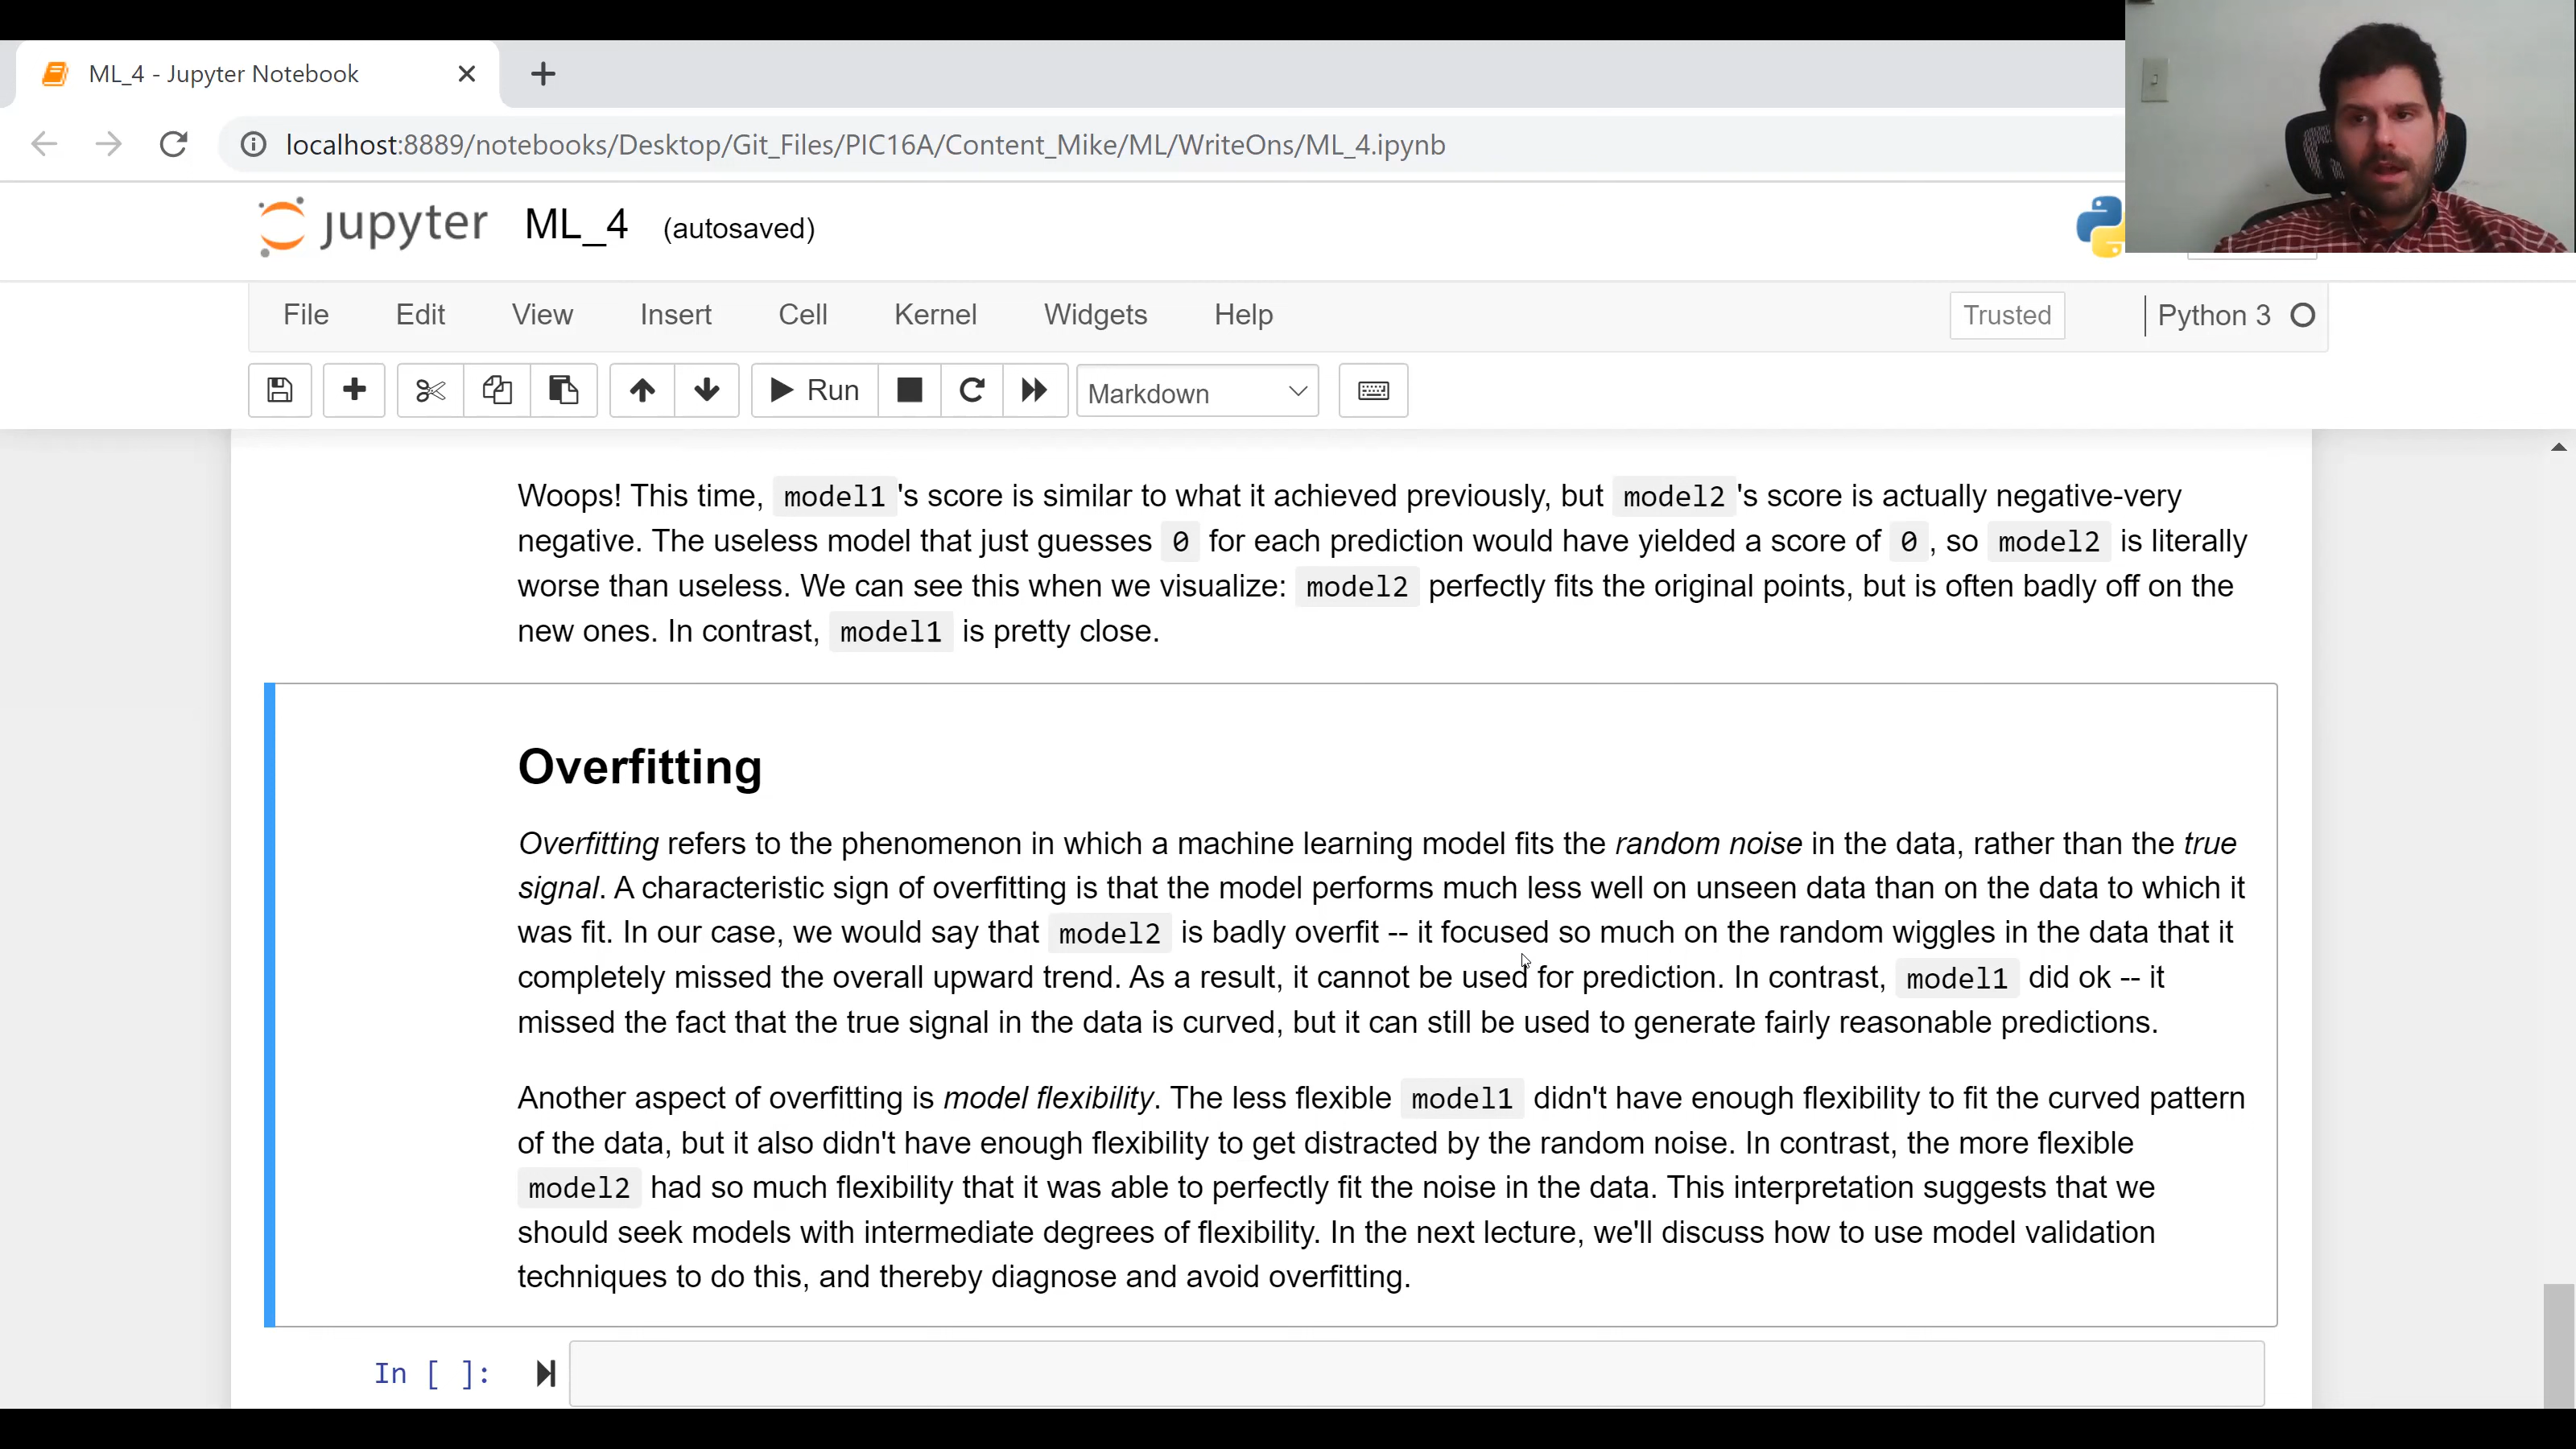 ML_4 - Jupyter Notebook
localhost:8889/notebooks/Desktop/Git_Files/PIC16A/Content_Mike/ML/WriteOns/ML_4.ipynb
jupyter ML_4 (autosaved)
File Edit View Insert Cell Kernel Widgets Help Trusted Python 3
Run Markdown
Woops! This time, model1 's score is similar to what it achieved previously, but model2 's score is actually negative-very
negative. The useless model that just guesses 0 for each prediction would have yielded a score of 0 , so model2 is literally
worse than useless. We can see this when we visualize: model2 perfectly fits the original points, but is often badly off on the
new ones. In contrast, model1 is pretty close.
Overfitting
Overfitting refers to the phenomenon in which a machine learning model fits the random noise in the data, rather than the true
signal. A characteristic sign of overfitting is that the model performs much less well on unseen data than on the data to which it
was fit. In our case, we would say that model2 is badly overfit -- it focused so much on the random wiggles in the data that it
completely missed the overall upward trend. As a result, it cannot be used for prediction. In contrast, model1 did ok -- it
missed the fact that the true signal in the data is curved, but it can still be used to generate fairly reasonable predictions.
Another aspect of overfitting is model flexibility. The less flexible model1 didn't have enough flexibility to fit the curved pattern
of the data, but it also didn't have enough flexibility to get distracted by the random noise. In contrast, the more flexible
model2 had so much flexibility that it was able to perfectly fit the noise in the data. This interpretation suggests that we
should seek models with intermediate degrees of flexibility. In the next lecture, we'll discuss how to use model validation
techniques to do this, and thereby diagnose and avoid overfitting.
In [ ]: